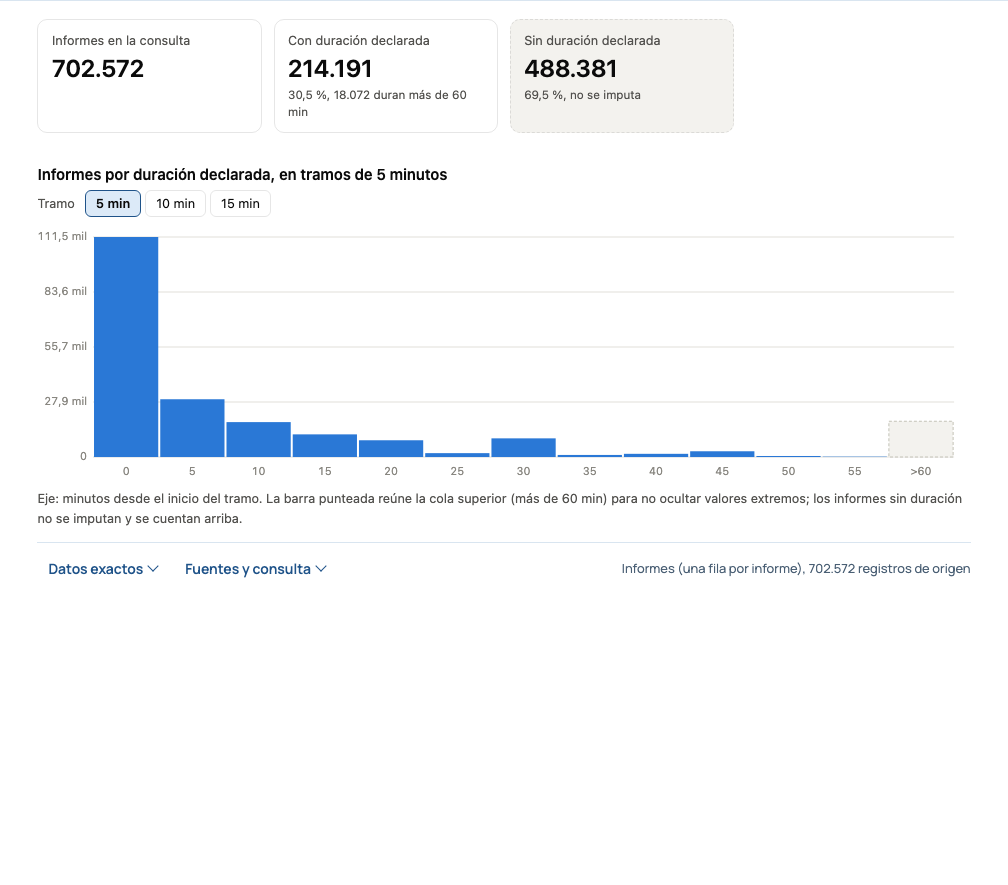 Informes en la consulta
702.572
Con duración declarada
214.191
30,5 %, 18.072 duran más de 60
min
Sin duración declarada
488.381
69,5 %, no se imputa
Informes por duración declarada, en tramos de 5 minutos
Tramo 5 min 10 min 15 min
111,5 mil
83,6 mil
55,7 mil
27,9 mil
0
0 5 10 15 20 25 30 35 40 45 50 55 >60
Eje: minutos desde el inicio del tramo. La barra punteada reúne la cola superior (más de 60 min) para no ocultar valores extremos; los informes sin duración
no se imputan y se cuentan arriba.
Datos exactos Fuentes y consulta Informes (una fila por informe), 702.572 registros de origen